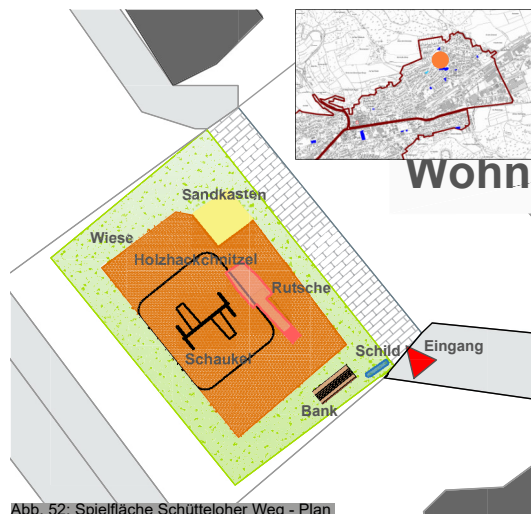 Wohn
Sandkasten
Wiese
Holzhackschnitzel
Rutsche
Schaukel
Schild
Eingang
Bank
Abb. 52: Spielfläche Schütteloher Weg - Plan